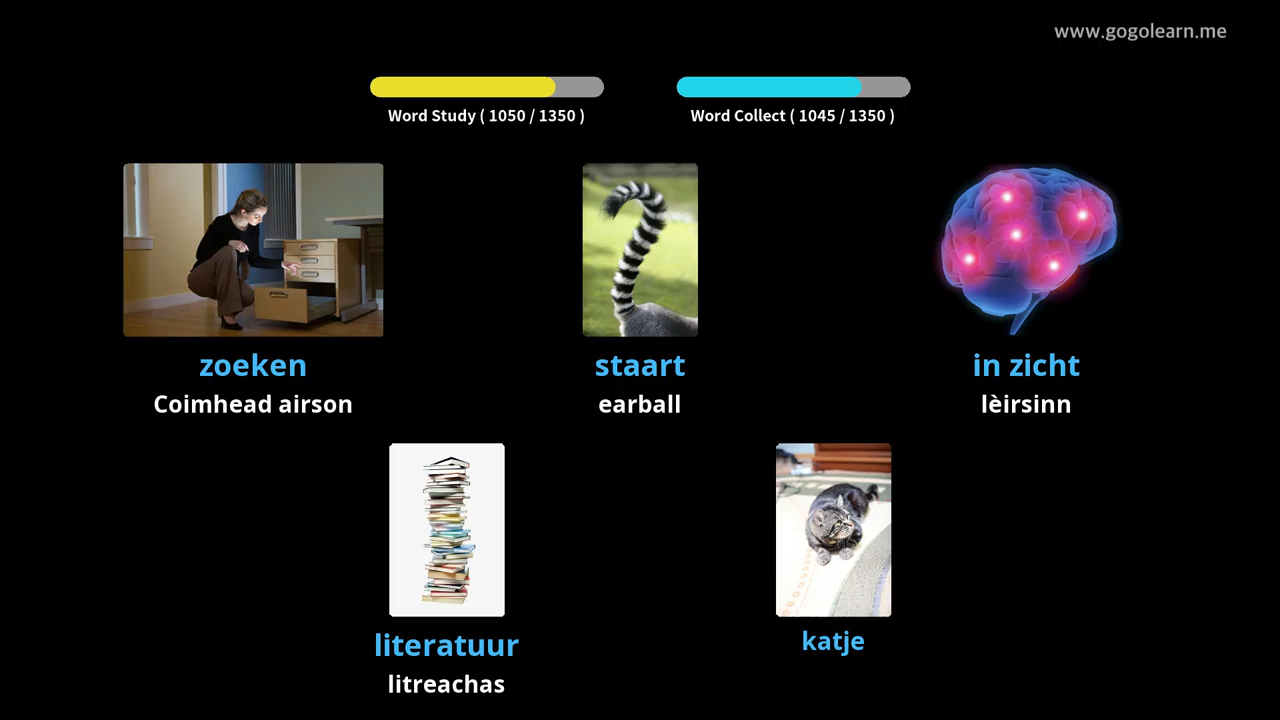 www.gogolearn.me
Word Study ( 1050 / 1350 )
Word Collect ( 1045 / 1350 )
zoeken
Coimhead airson
staart
earball
in zicht
lèirsinn
literatuur
litreachas
katje